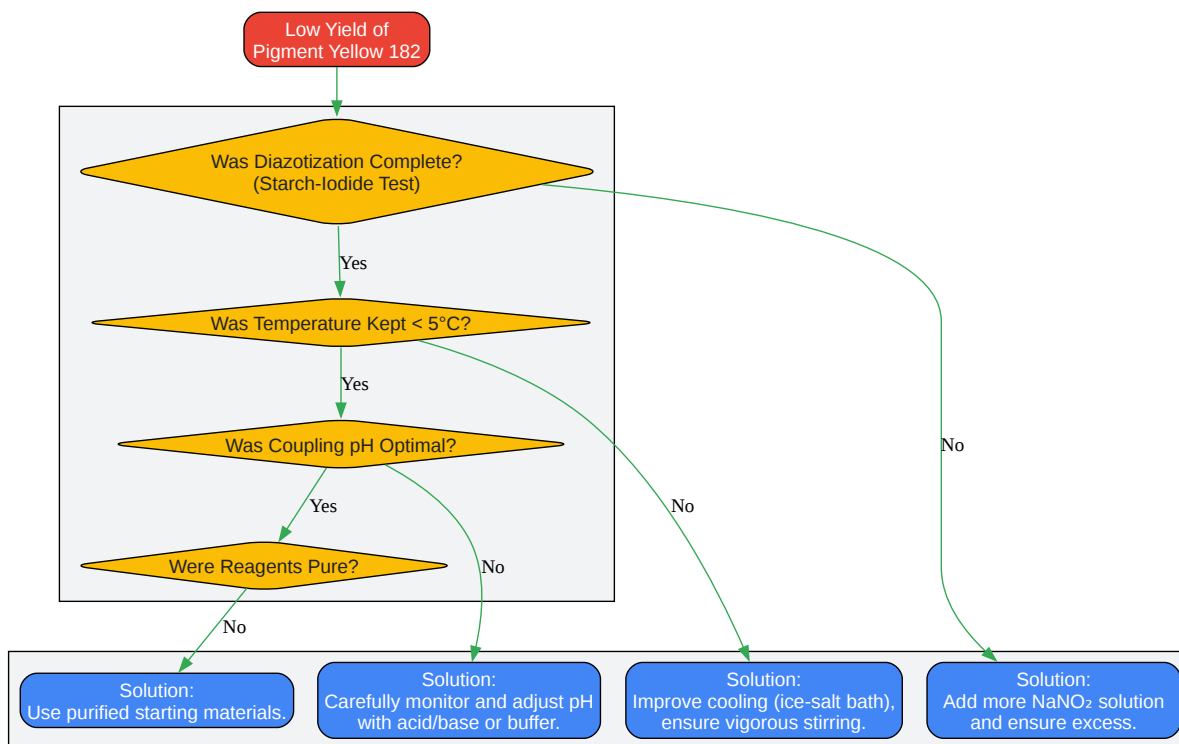 Low Yield of
Pigment Yellow 182
Was Diazotization Complete?
(Starch-Iodide Test)
Yes
Was Temperature Kept < 5°C?
Yes
Was Coupling pH Optimal?
No
Yes
No
Were Reagents Pure?
No
No
Solution:
Use purified starting materials.
Solution:
Carefully monitor and adjust pH
with acid/base or buffer.
Solution:
Improve cooling (ice-salt bath),
ensure vigorous stirring.
Solution:
Add more NaNO₂ solution
and ensure excess.